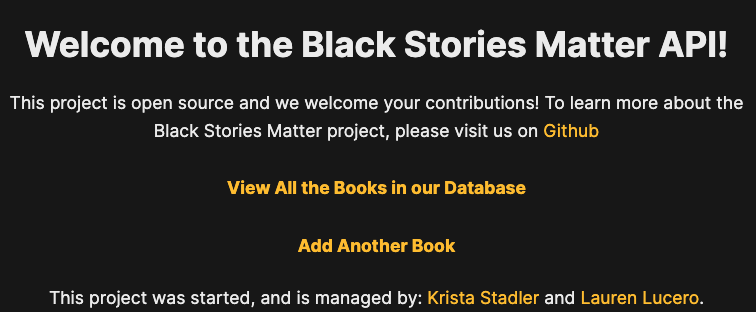 Welcome to the Black Stories Matter API!
This project is open source and we welcome your contributions! To learn more about the
Black Stories Matter project, please visit us on Github
View All the Books in our Database
Add Another Book
This project was started, and is managed by: Krista Stadler and Lauren Lucero.